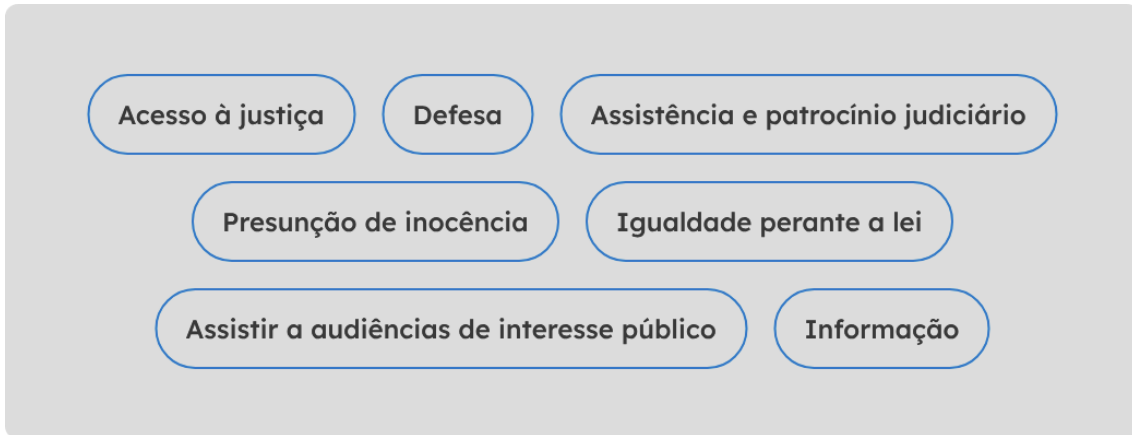 Acesso à justiça
Defesa
Assistência e patrocínio judiciário
Presunção de inocência
Igualdade perante a lei
Assistir a audiências de interesse público
Informação